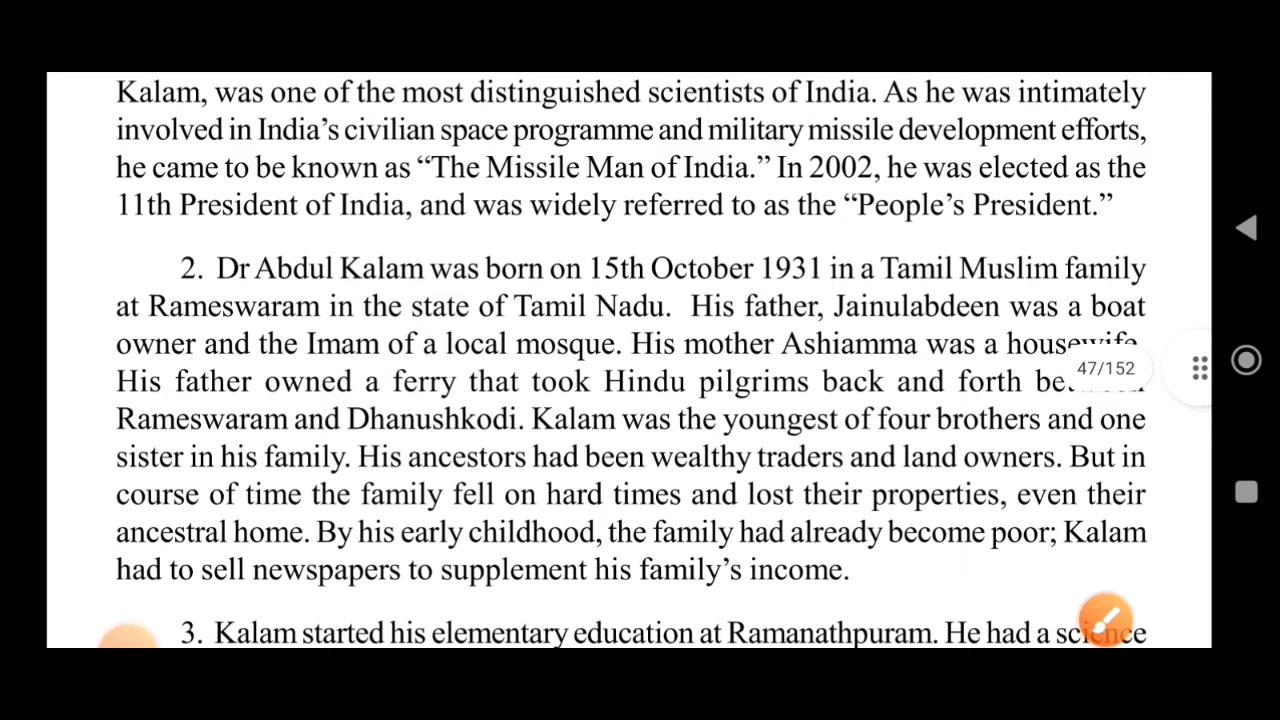 Kalam, was one of the most distinguished scientists of India. As he was intimately
involved in India's civilian space programme and military missile development efforts,
he came to be known as “The Missile Man of India.” In 2002, he was elected as the
11th President of India, and was widely referred to as the “People's President.”
2. Dr Abdul Kalam was born on 15th October 1931 in a Tamil Muslim family
at Rameswaram in the state of Tamil Nadu. His father, Jainulabdeen was a boat
owner and the Imam of a local mosque. His mother Ashiamma was a housewife.
47/152
His father owned a ferry that took Hindu pilgrims back and forth
Rameswaram and Dhanushkodi. Kalam was the youngest of four brothers and one
sister in his family. His ancestors had been wealthy traders and land owners. But in
course of time the family fell on hard times and lost their properties, even their
ancestral home. By his early childhood, the family had already become poor; Kalam
had to sell newspapers to supplement his family's income.
3. Kalam started his elementary education at Ramanathpuram. He had a science